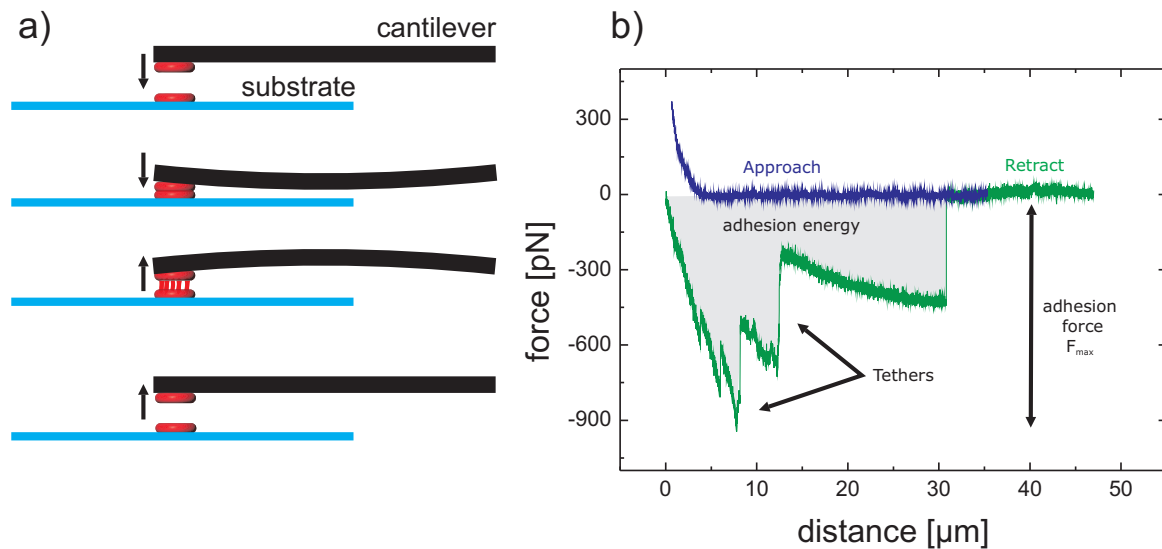 a)
cantilever
substrate
b)
force [pN]
300
0
-300
-600
-900
Approach
Retract
adhesion energy
adhesion
force
Fmax
Tethers
0
10
20
30
40
50
distance [µm]